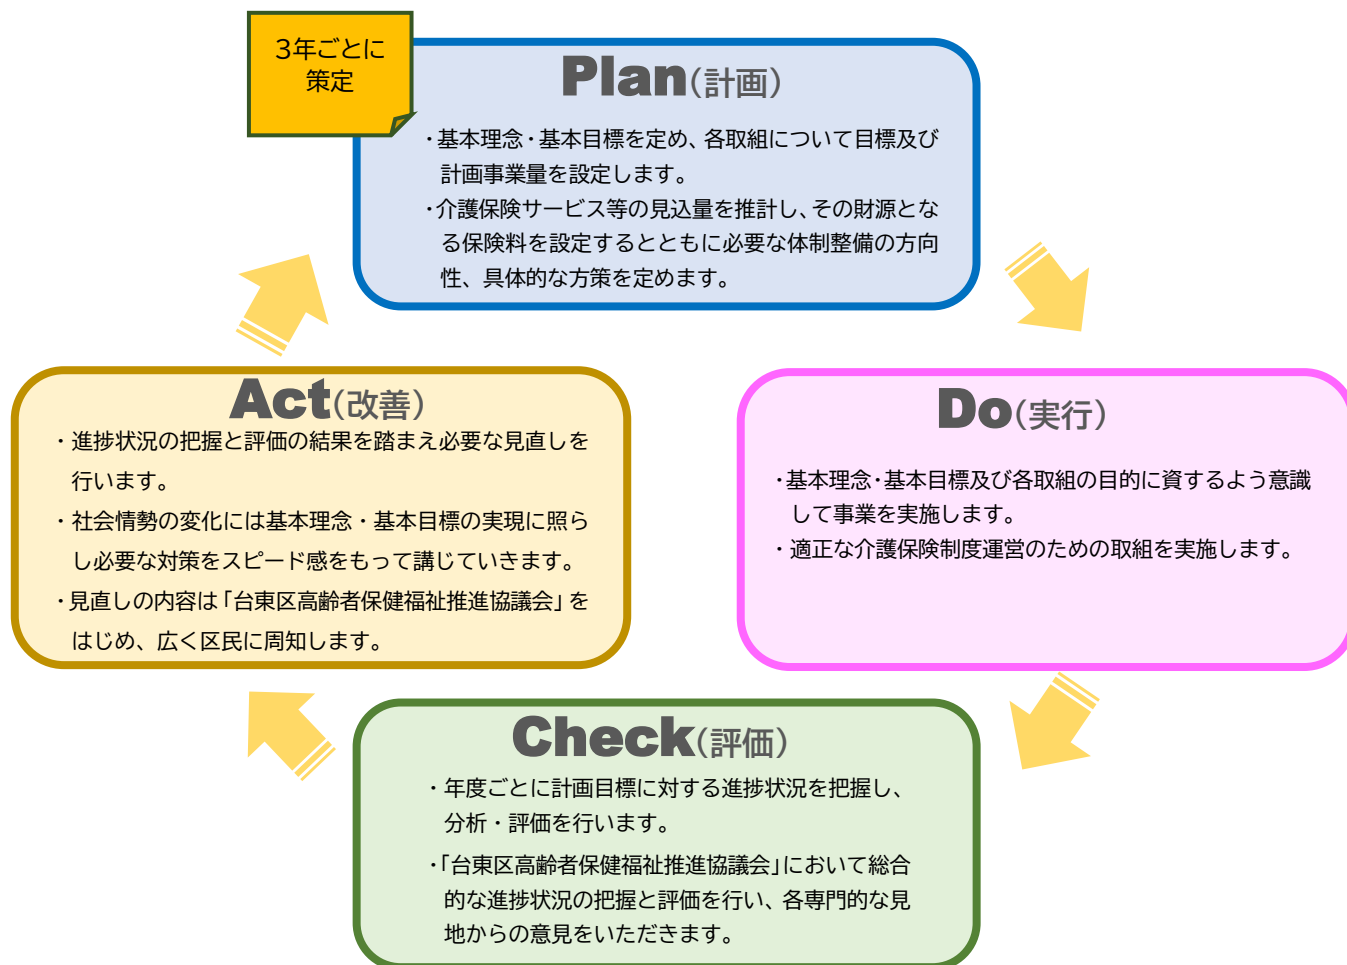 3年ごとに
策定
Plan(計画)
・基本理念・基本目標を定め、各取組について目標及び
計画事業量を設定します。
・介護保険サービス等の見込量を推計し、その財源とな
る保険料を設定するとともに必要な体制整備の方向
性、具体的な方策を定めます。
Act(改善)
・進捗状況の把握と評価の結果を踏まえ必要な見直しを
行います。
・社会情勢の変化には基本理念・基本目標の実現に照ら
し必要な対策をスピード感をもって講じていきます。
・見直しの内容は「台東区高齢者保健福祉推進協議会」を
はじめ、広く区民に周知します。
Do(実行)
・基本理念・基本目標及び各取組の目的に資するよう意識
して事業を実施します。
・適正な介護保険制度運営のための取組を実施します。
Check(評価)
・年度ごとに計画目標に対する進捗状況を把握し、
分析・評価を行います。
・「台東区高齢者保健福祉推進協議会」において総合
的な進捗状況の把握と評価を行い、各専門的な見
地からの意見をいただきます。